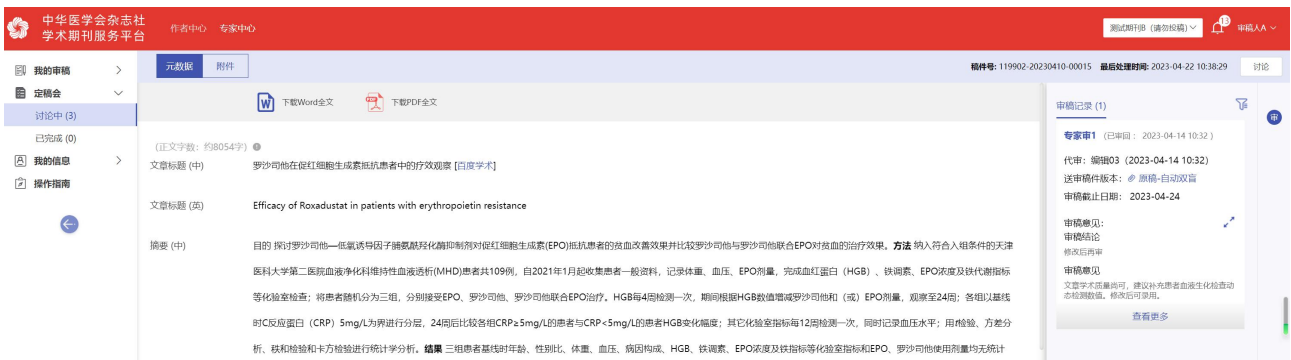 中华医学会杂志社
学术期刊服务平台
作者中心 专家中心
测试期刊B（请勿投稿）
13
审稿人A
我的审稿
定稿会
讨论中 (3)
已完成 (0)
我的信息
操作指南
元数据 附件
稿件号: 119902-20230410-00015 最后处理时间: 2023-04-22 10:38:29
讨论
下载Word全文 下载PDF全文
（正文字数：约8054字）
文章标题 (中) 罗沙司他在促红细胞生成素抵抗患者中的疗效观察 [百度学术]
文章标题 (英) Efficacy of Roxadustat in patients with erythropoietin resistance
摘要 (中) 目的 探讨罗沙司他—低氧诱导因子脯氨酰羟化酶抑制剂对促红细胞生成素(EPO)抵抗患者的贫血改善效果并比较罗沙司他与罗沙司他联合EPO对贫血的治疗效果。方法 纳入符合入组条件的天津
医科大学第二医院血液净化科维持性血液透析(MHD)患者共109例，自2021年1月起收集患者一般资料，记录体重、血压、EPO剂量，完成血红蛋白（HGB）、铁调素、EPO浓度及铁代谢指标
等化验室检查；将患者随机分为三组，分别接受EPO、罗沙司他、罗沙司他联合EPO治疗。HGB每4周检测一次，期间根据HGB数值增减罗沙司他和（或）EPO剂量，观察至24周；各组以基线
时C反应蛋白（CRP）5mg/L为界进行分层，24周后比较各组CRP≥5mg/L的患者与CRP<5mg/L的患者HGB变化幅度；其它化验室指标每12周检测一次，同时记录血压水平；用t检验、方差分
析、秩和检验和卡方检验进行统计学分析。结果 三组患者基线时年龄、性别比、体重、血压、病因构成、HGB、铁调素、EPO浓度及铁指标等化验室指标和EPO、罗沙司他使用剂量均无统计
审稿记录 (1)
审
专家审1 （已审回： 2023-04-14 10:32 ）
代审： 编辑03（2023-04-14 10:32）
送审稿件版本： 原稿-自动双盲
审稿截止日期： 2023-04-24
审稿意见:
审稿结论
修改后再审
审稿意见
文章学术质量尚可，建议补充患者血液生化检查动
态检测数值。修改后可录用。
查看更多